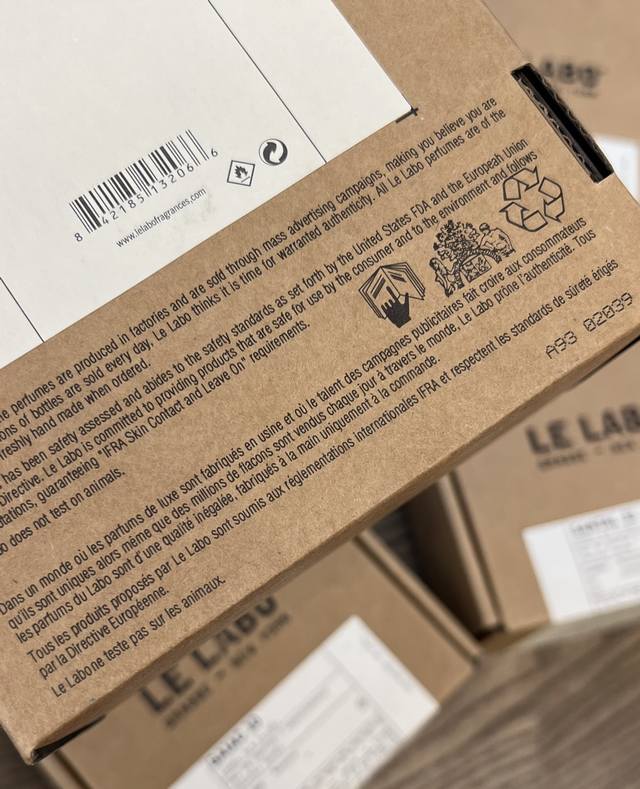 8 42185 13206 6
www.lelabofragrances.com
perfumes are produced in factories and are sold through mass advertising campaigns, making you believe you are
of bottles are sold every day. Le Labo thinks it is time for warranted authenticity. All Le Labo perfumes are of the
freshly hand made when ordered.
has been safety assessed and abides to the safety standards as set forth by the United States FDA and the European Union
Directive. Le Labo is committed to providing products that are safe for use by the consumer and to the environment and follows
guaranteeing "IFRA Skin Contact and Leave On" requirements.
does not test on animals.
Dans un monde où les parfums de luxe sont fabriqués en usine et où le talent des campagnes publicitaires fait croire aux consommateurs
qu'ils sont uniques alors même que des millions de flacons sont vendus chaque jour à travers le monde, Le Labo prône l'authenticité. Tous
les parfums du Labo sont d'une qualité inégalée, fabriqués à la main uniquement à la commande.
Tous les produits proposés par Le Labo sont soumis aux réglementations internationales IFRA et respectent les standards de sûreté érigés
par la Directive Européenne.
Le Labo ne teste pas sur les animaux.
A93 02039
LE LAB
LE LABO